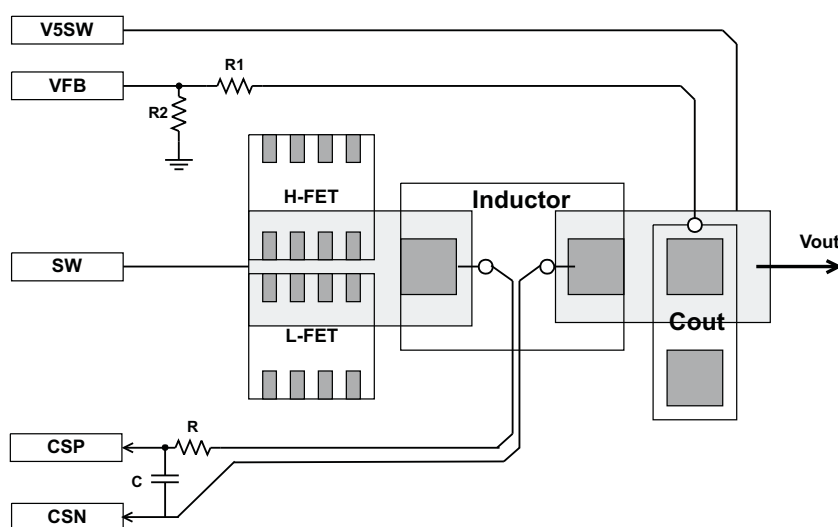 V5SW
VFB
R1
R2
H-FET
Inductor
SW
Vout
L-FET
Cout
CSP
R
C
CSN